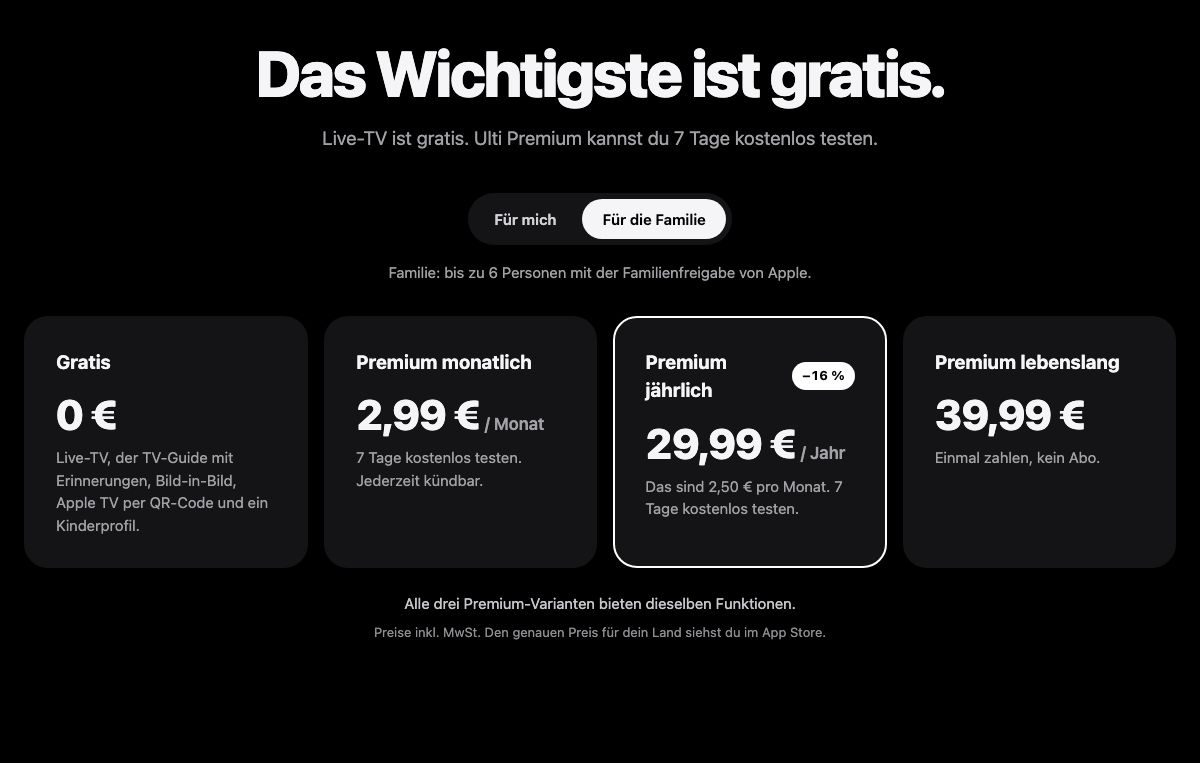 Das Wichtigste ist gratis.
Live-TV ist gratis. Ulti Premium kannst du 7 Tage kostenlos testen.
Für mich
Für die Familie
Familie: bis zu 6 Personen mit der Familienfreigabe von Apple.
Gratis
0 €
Live-TV, der TV-Guide mit
Erinnerungen, Bild-in-Bild,
Apple TV per QR-Code und ein
Kinderprofil.
Premium monatlich
2,99 € / Monat
7 Tage kostenlos testen.
Jederzeit kündbar.
Premium
jährlich
−16 %
29,99 € / Jahr
Das sind 2,50 € pro Monat. 7
Tage kostenlos testen.
Premium lebenslang
39,99 €
Einmal zahlen, kein Abo.
Alle drei Premium-Varianten bieten dieselben Funktionen.
Preise inkl. MwSt. Den genauen Preis für dein Land siehst du im App Store.